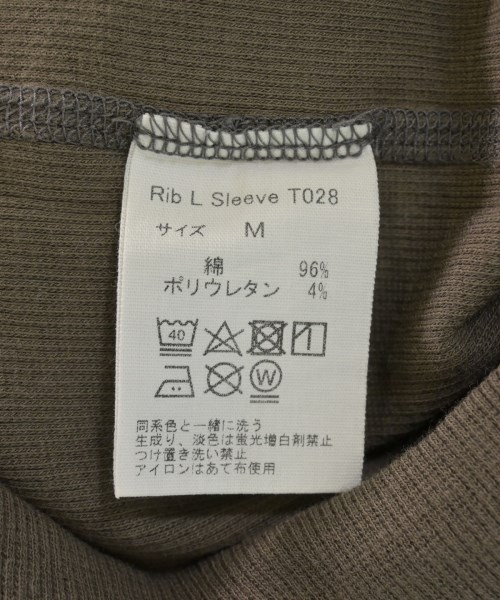 Rib L Sleeve T028
サイズ M
綿 96%
ポリウレタン 4%
40
W
同系色と一緒に洗う
生成り、淡色は蛍光増白剤禁止
つけ置き洗い禁止
アイロンはあて布使用